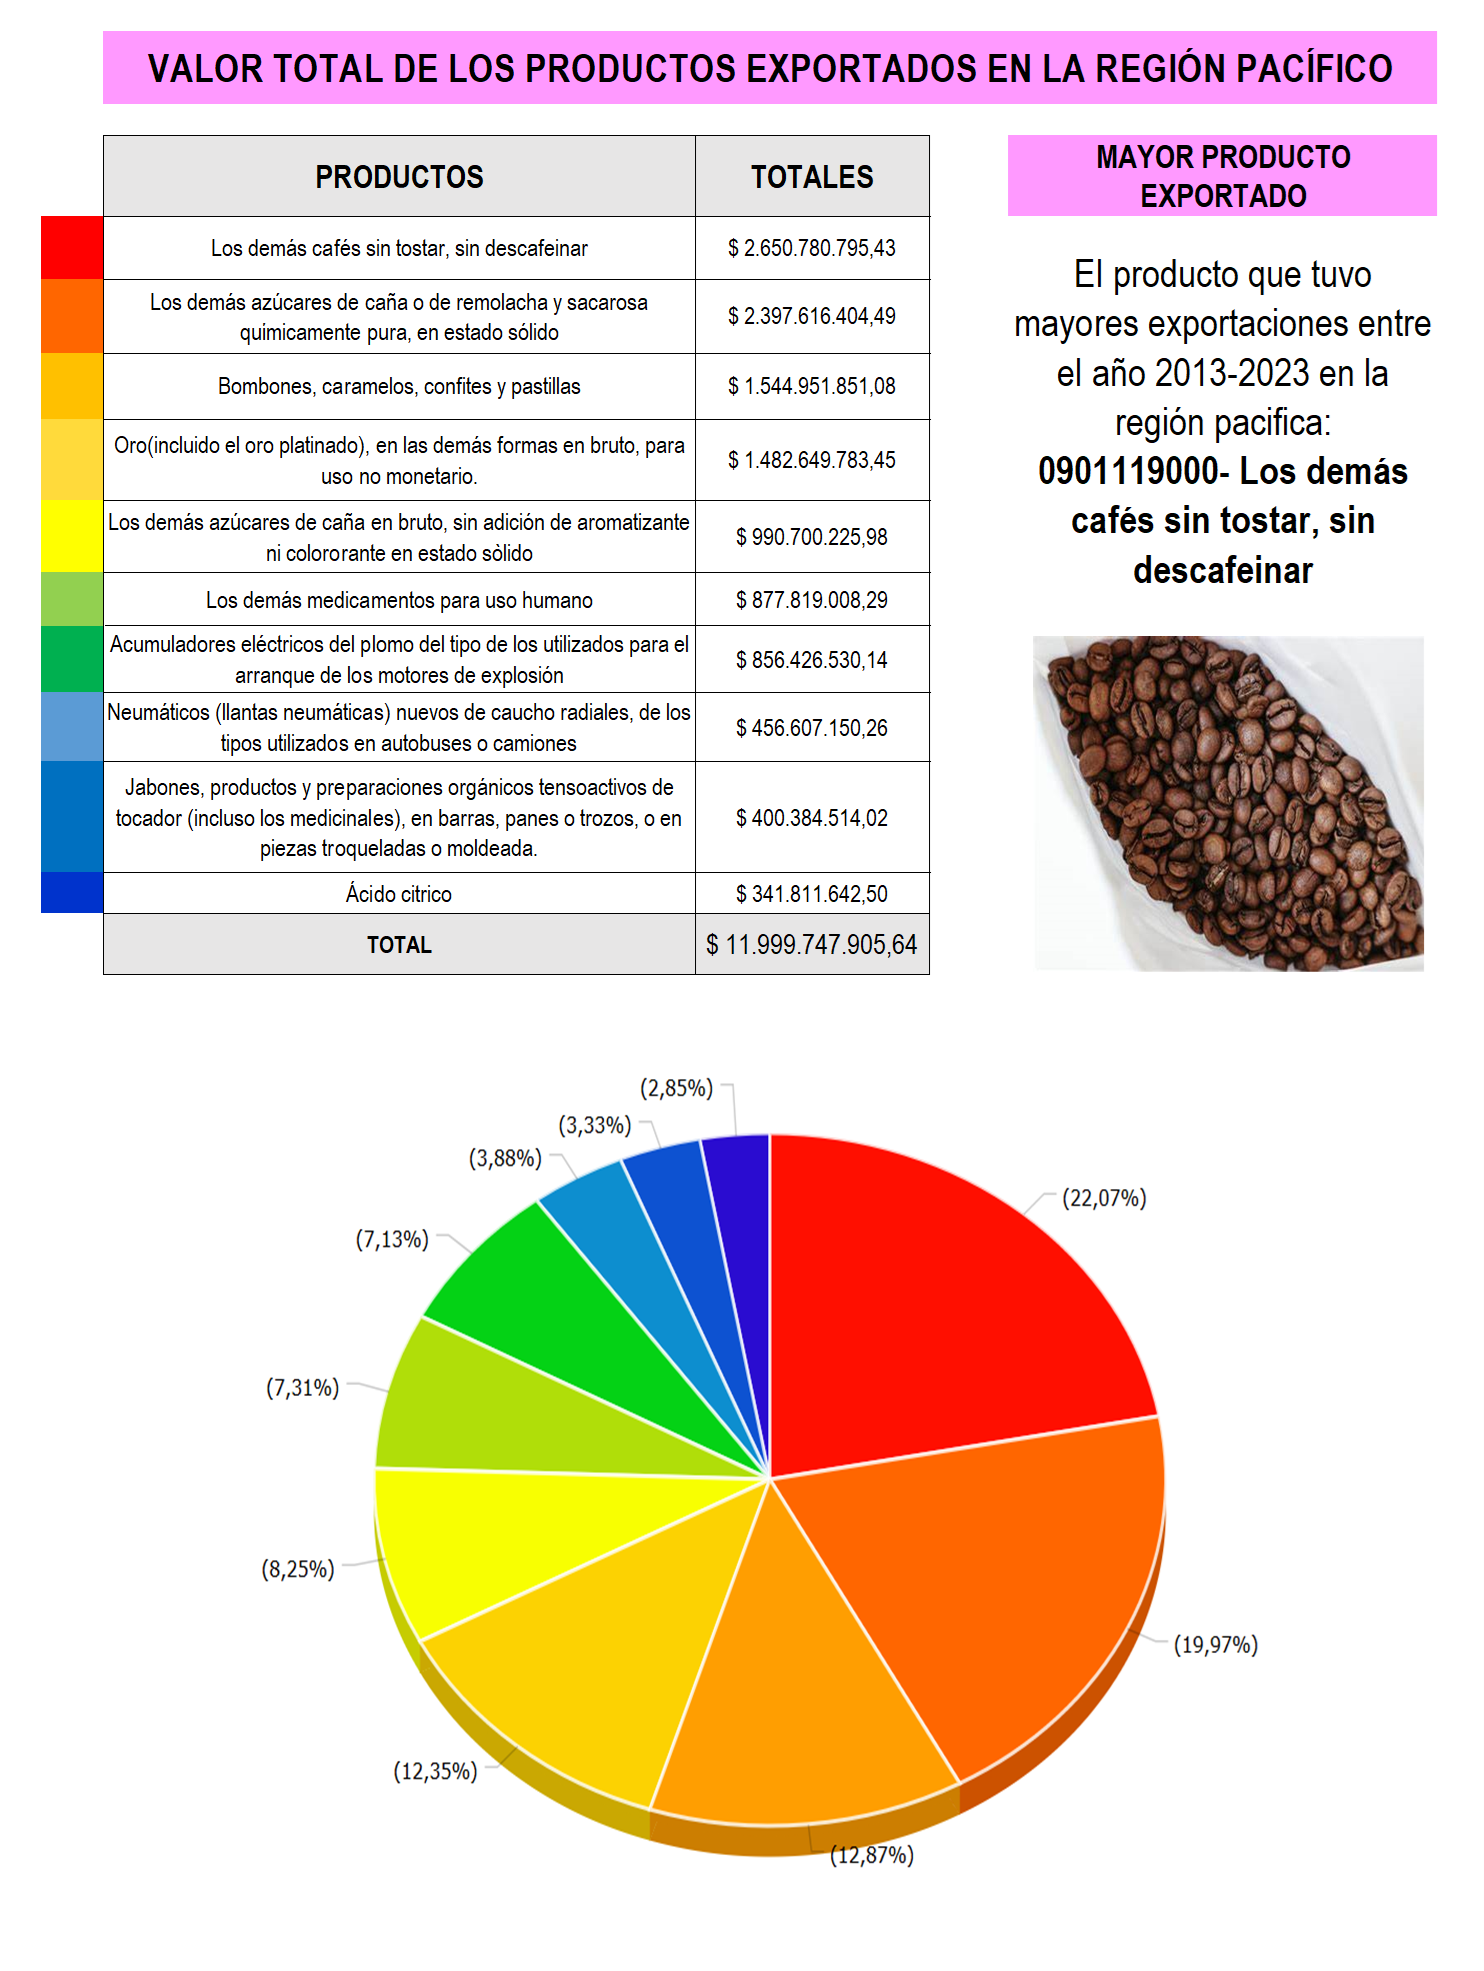 VALOR TOTAL DE LOS PRODUCTOS EXPORTADOS EN LA REGIÓN PACÍFICO
PRODUCTOS
TOTALES
Los demás cafés sin tostar, sin descafeinar
$ 2.650.780.795,43
Los demás azúcares de caña o de remolacha y sacarosa
químicamente pura, en estado sólido
$ 2.397.616.404,49
Bombones, caramelos, confites y pastillas
$ 1.544.951.851,08
Oro(incluido el oro platinado), en las demás formas en bruto, para
uso no monetario.
$ 1.482.649.783,45
Los demás azúcares de caña en bruto, sin adición de aromatizante
ni colororante en estado sòlido
$ 990.700.225,98
Los demás medicamentos para uso humano
$ 877.819.008,29
Acumuladores eléctricos del plomo del tipo de los utilizados para el
arranque de los motores de explosión
$ 856.426.530,14
Neumáticos (llantas neumáticas) nuevos de caucho radiales, de los
tipos utilizados en autobuses o camiones
$ 456.607.150,26
Jabones, productos y preparaciones orgánicos tensoactivos de
tocador (incluso los medicinales), en barras, panes o trozos, o en
piezas troqueladas o moldeada.
$ 400.384.514,02
Ácido citrico
$ 341.811.642,50
TOTAL
$ 11.999.747.905,64
MAYOR PRODUCTO
EXPORTADO
El producto que tuvo
mayores exportaciones entre
el año 2013-2023 en la
región pacifica:
0901119000- Los demás
cafés sin tostar, sin
descafeinar
(2,85%)
(3,33%)
(3,88%)
(22,07%)
(7,13%)
(7,31%)
(8,25%)
(19,97%)
(12,35%)
(12,87%)